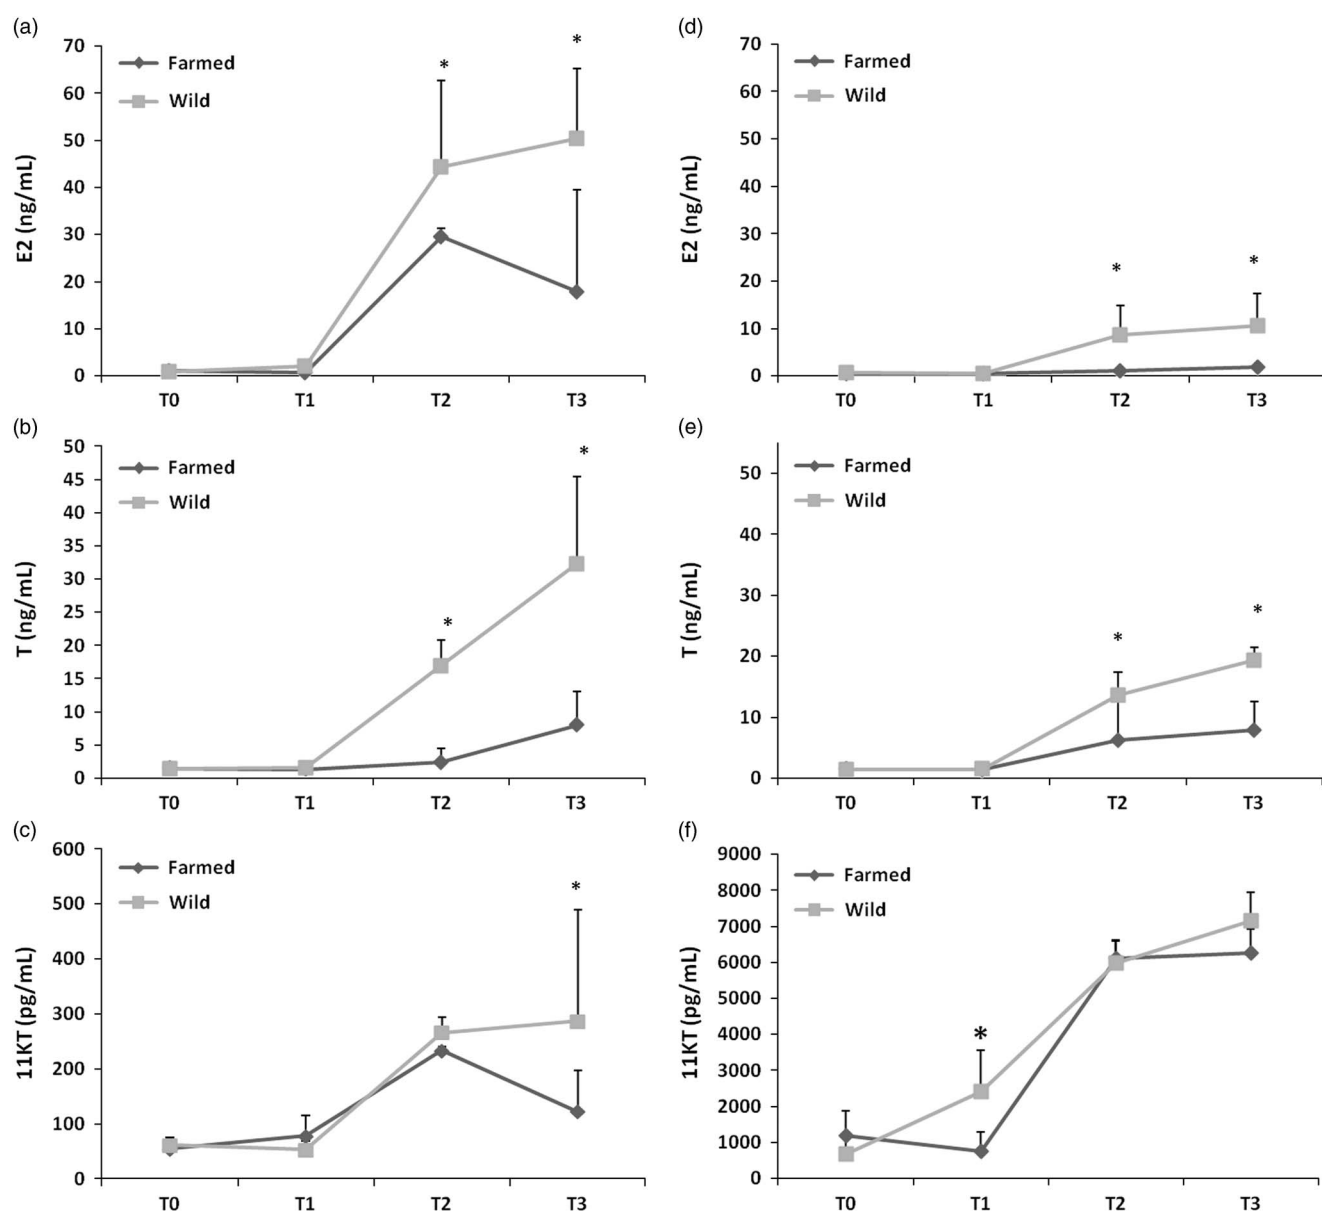 (a)
70
60
50
40
30
20
10
0
E2 (ng/mL)
Farmed
Wild
*
*
T0 T1 T2 T3
(b)
50
45
40
35
30
25
20
15
10
5
0
T (ng/mL)
Farmed
Wild
*
*
T0 T1 T2 T3
(c)
600
500
400
300
200
100
0
11KT (pg/mL)
Farmed
Wild
*
T0 T1 T2 T3
(d)
70
60
50
40
30
20
10
0
E2 (ng/mL)
Farmed
Wild
*
*
T0 T1 T2 T3
(e)
50
40
30
20
10
0
T (ng/mL)
Farmed
Wild
*
*
T0 T1 T2 T3
(f)
9000
8000
7000
6000
5000
4000
3000
2000
1000
0
11KT (pg/mL)
Farmed
Wild
*
T0 T1 T2 T3